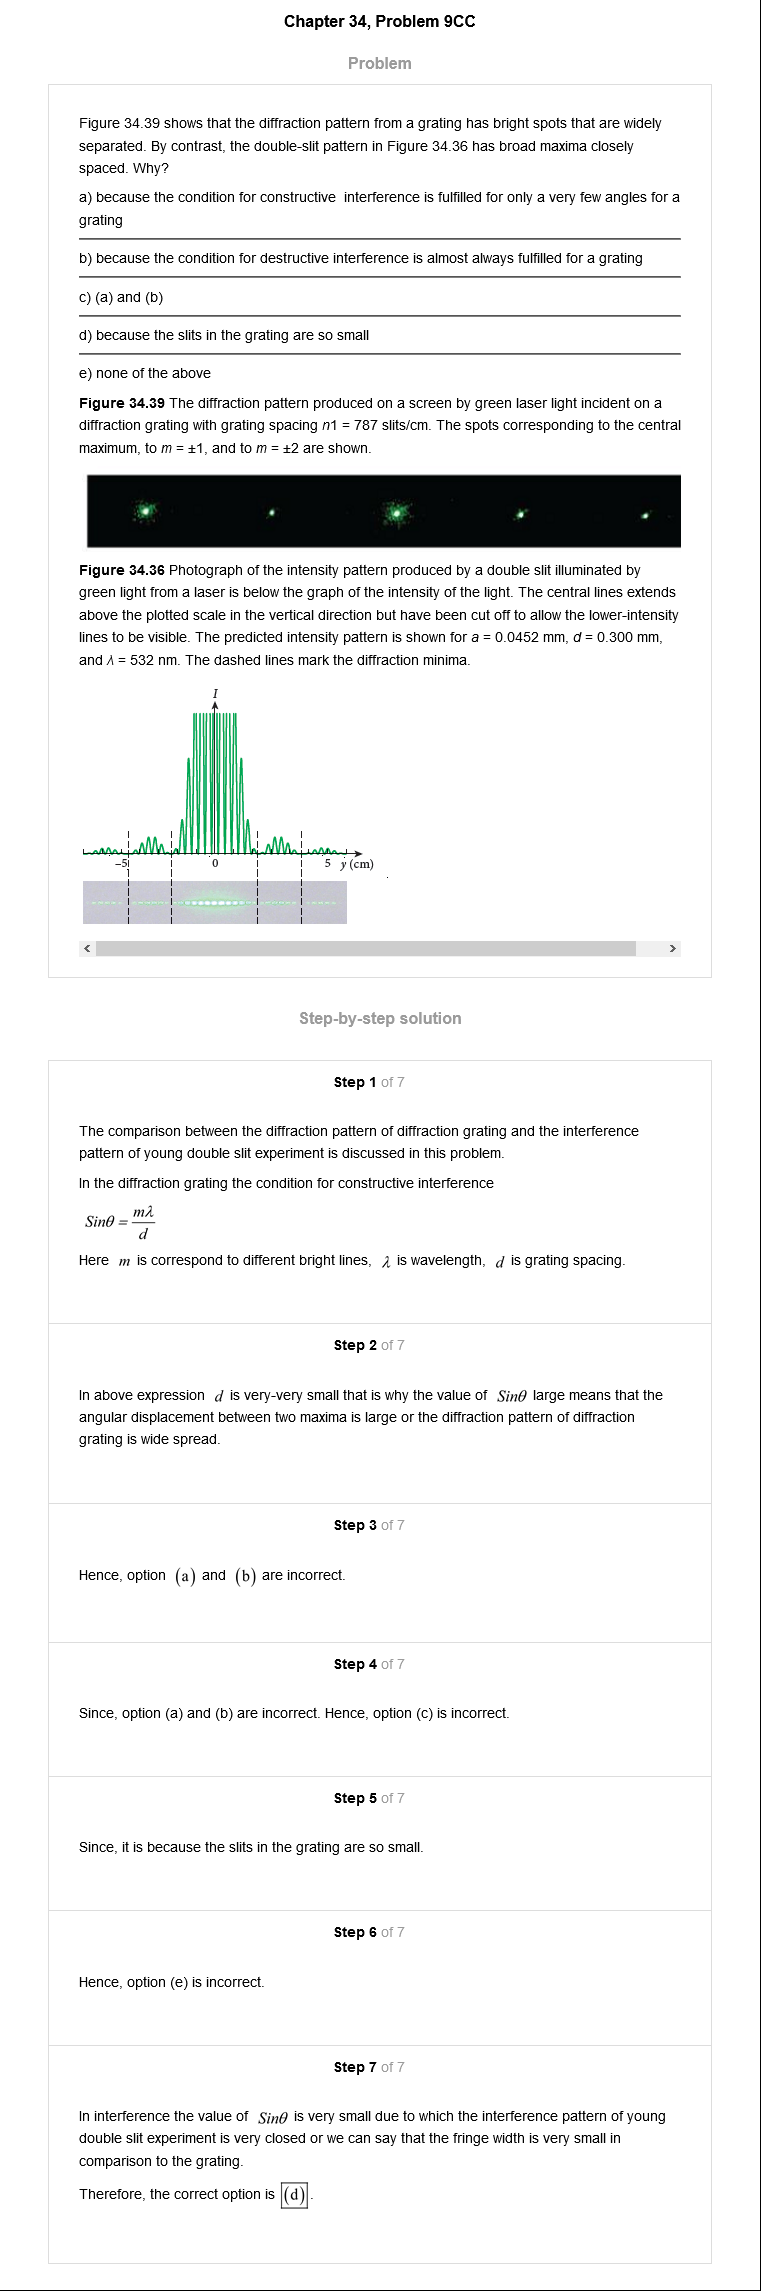 Chapter 34, Problem 9CC
Problem
Figure 34.39 shows that the diffraction pattern from a grating has bright spots that are widely
separated. By contrast, the double-slit pattern in Figure 34.36 has broad maxima closely
spaced. Why?
a) because the condition for constructive interference is fulfilled for only a very few angles for a
grating
b) because the condition for destructive interference is almost always fulfilled for a grating
c) (a) and (b)
d) because the slits in the grating are so small
e) none of the above
Figure 34.39 The diffraction pattern produced on a screen by green laser light incident on a
diffraction grating with grating spacing n1 = 787 slits/cm. The spots corresponding to the central
maximum, to m = ±1, and to m = ±2 are shown.
Figure 34.36 Photograph of the intensity pattern produced by a double slit illuminated by
green light from a laser is below the graph of the intensity of the light. The central lines extends
above the plotted scale in the vertical direction but have been cut off to allow the lower-intensity
lines to be visible. The predicted intensity pattern is shown for a = 0.0452 mm, d = 0.300 mm,
and λ = 532 nm. The dashed lines mark the diffraction minima.
I
-5 0 5 y (cm)
Step-by-step solution
Step 1 of 7
The comparison between the diffraction pattern of diffraction grating and the interference
pattern of young double slit experiment is discussed in this problem.
In the diffraction grating the condition for constructive interference
Sinθ = mλ/d
Here m is correspond to different bright lines, λ is wavelength, d is grating spacing.
Step 2 of 7
In above expression d is very-very small that is why the value of Sinθ large means that the
angular displacement between two maxima is large or the diffraction pattern of diffraction
grating is wide spread.
Step 3 of 7
Hence, option (a) and (b) are incorrect.
Step 4 of 7
Since, option (a) and (b) are incorrect. Hence, option (c) is incorrect.
Step 5 of 7
Since, it is because the slits in the grating are so small.
Step 6 of 7
Hence, option (e) is incorrect.
Step 7 of 7
In interference the value of Sinθ is very small due to which the interference pattern of young
double slit experiment is very closed or we can say that the fringe width is very small in
comparison to the grating.
Therefore, the correct option is (d).